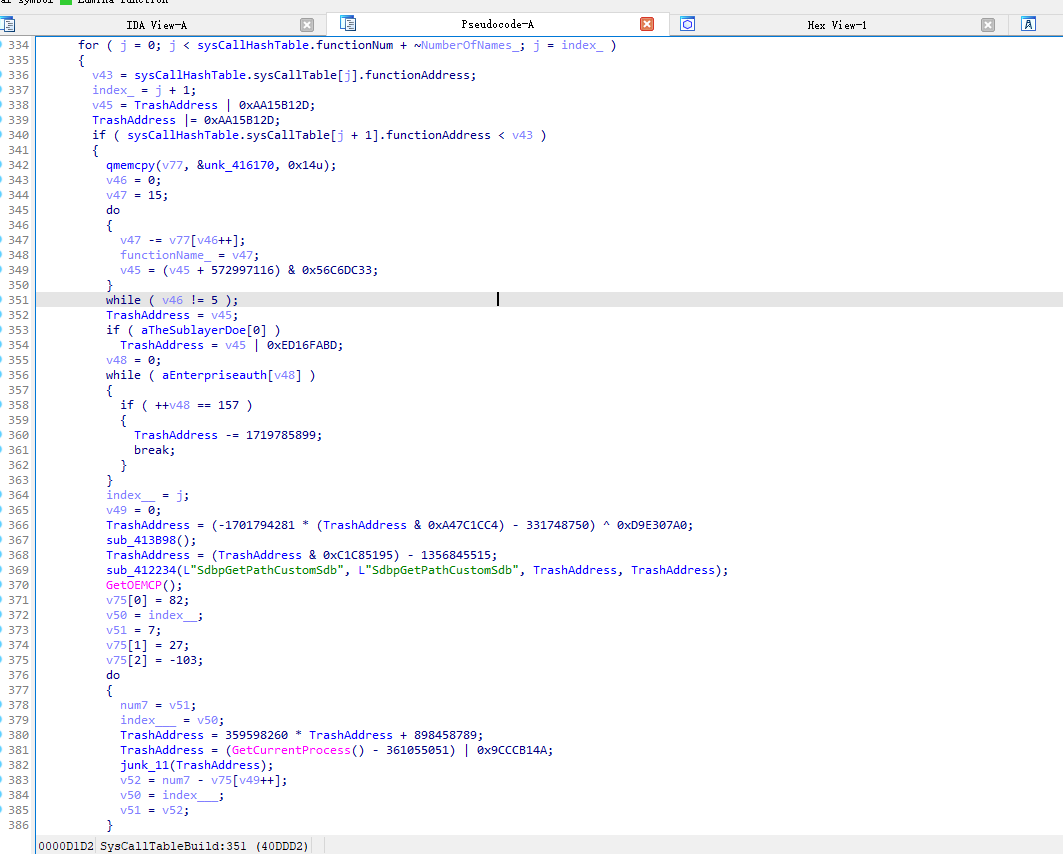 IDA View-A Pseudocode-A Hex View-1
334 for ( j = 0; j < sysCallHashTable.functionNum + ~NumberOfNames_; j = index_ )
335 {
336 v43 = sysCallHashTable.sysCallTable[j].functionAddress;
337 index_ = j + 1;
338 v45 = TrashAddress | 0xAA15B12D;
339 TrashAddress |= 0xAA15B12D;
340 if ( sysCallHashTable.sysCallTable[j + 1].functionAddress < v43 )
341 {
342 qmemcpy(v77, &unk_416170, 0x14u);
343 v46 = 0;
344 v47 = 15;
345 do
346 {
347 v47 -= v77[v46++];
348 functionName_ = v47;
349 v45 = (v45 + 572997116) & 0x56C6DC33;
350 }
351 while ( v46 != 5 );
352 TrashAddress = v45;
353 if ( aTheSublayerDoe[0] )
354 TrashAddress = v45 | 0xED16FABD;
355 v48 = 0;
356 while ( aEnterpriseauth[v48] )
357 {
358 if ( ++v48 == 157 )
359 {
360 TrashAddress -= 1719785899;
361 break;
362 }
363 }
364 index__ = j;
365 v49 = 0;
366 TrashAddress = (-1701794281 * (TrashAddress & 0xA47C1CC4) - 331748750) ^ 0xD9E307A0;
367 sub_413B98();
368 TrashAddress = (TrashAddress & 0xC1C85195) - 1356845515;
369 sub_412234(L"SdbpGetPathCustomSdb", L"SdbpGetPathCustomSdb", TrashAddress, TrashAddress);
370 GetOEMCP();
371 v75[0] = 82;
372 v50 = index__;
373 v51 = 7;
374 v75[1] = 27;
375 v75[2] = -103;
376 do
377 {
378 num7 = v51;
379 index___ = v50;
380 TrashAddress = 359598260 * TrashAddress + 898458789;
381 TrashAddress = (GetCurrentProcess() - 361055051) | 0x9CCCB14A;
382 junk_11(TrashAddress);
383 v52 = num7 - v75[v49++];
384 v50 = index___;
385 v51 = v52;
386 }
0000D1D2 SysCallTableBuild:351 (40DDD2)